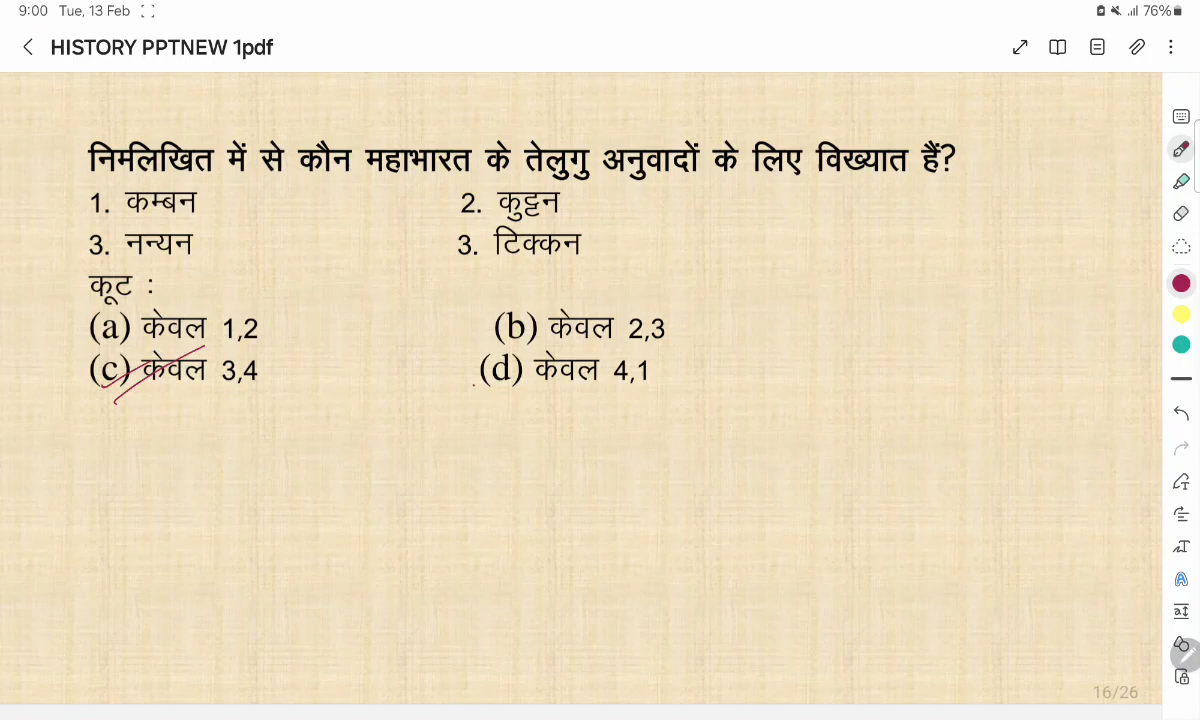 9:00 Tue, 13 Feb 76%
HISTORY PPTNEW 1pdf
निमलिखित में से कौन महाभारत के तेलुगु अनुवादों के लिए विख्यात हैं?
1. कम्बन 2. कुट्टन
3. नन्यन 3. टिक्कन
कूट :
(a) केवल 1,2 (b) केवल 2,3
(c) केवल 3,4 (d) केवल 4,1
16/26